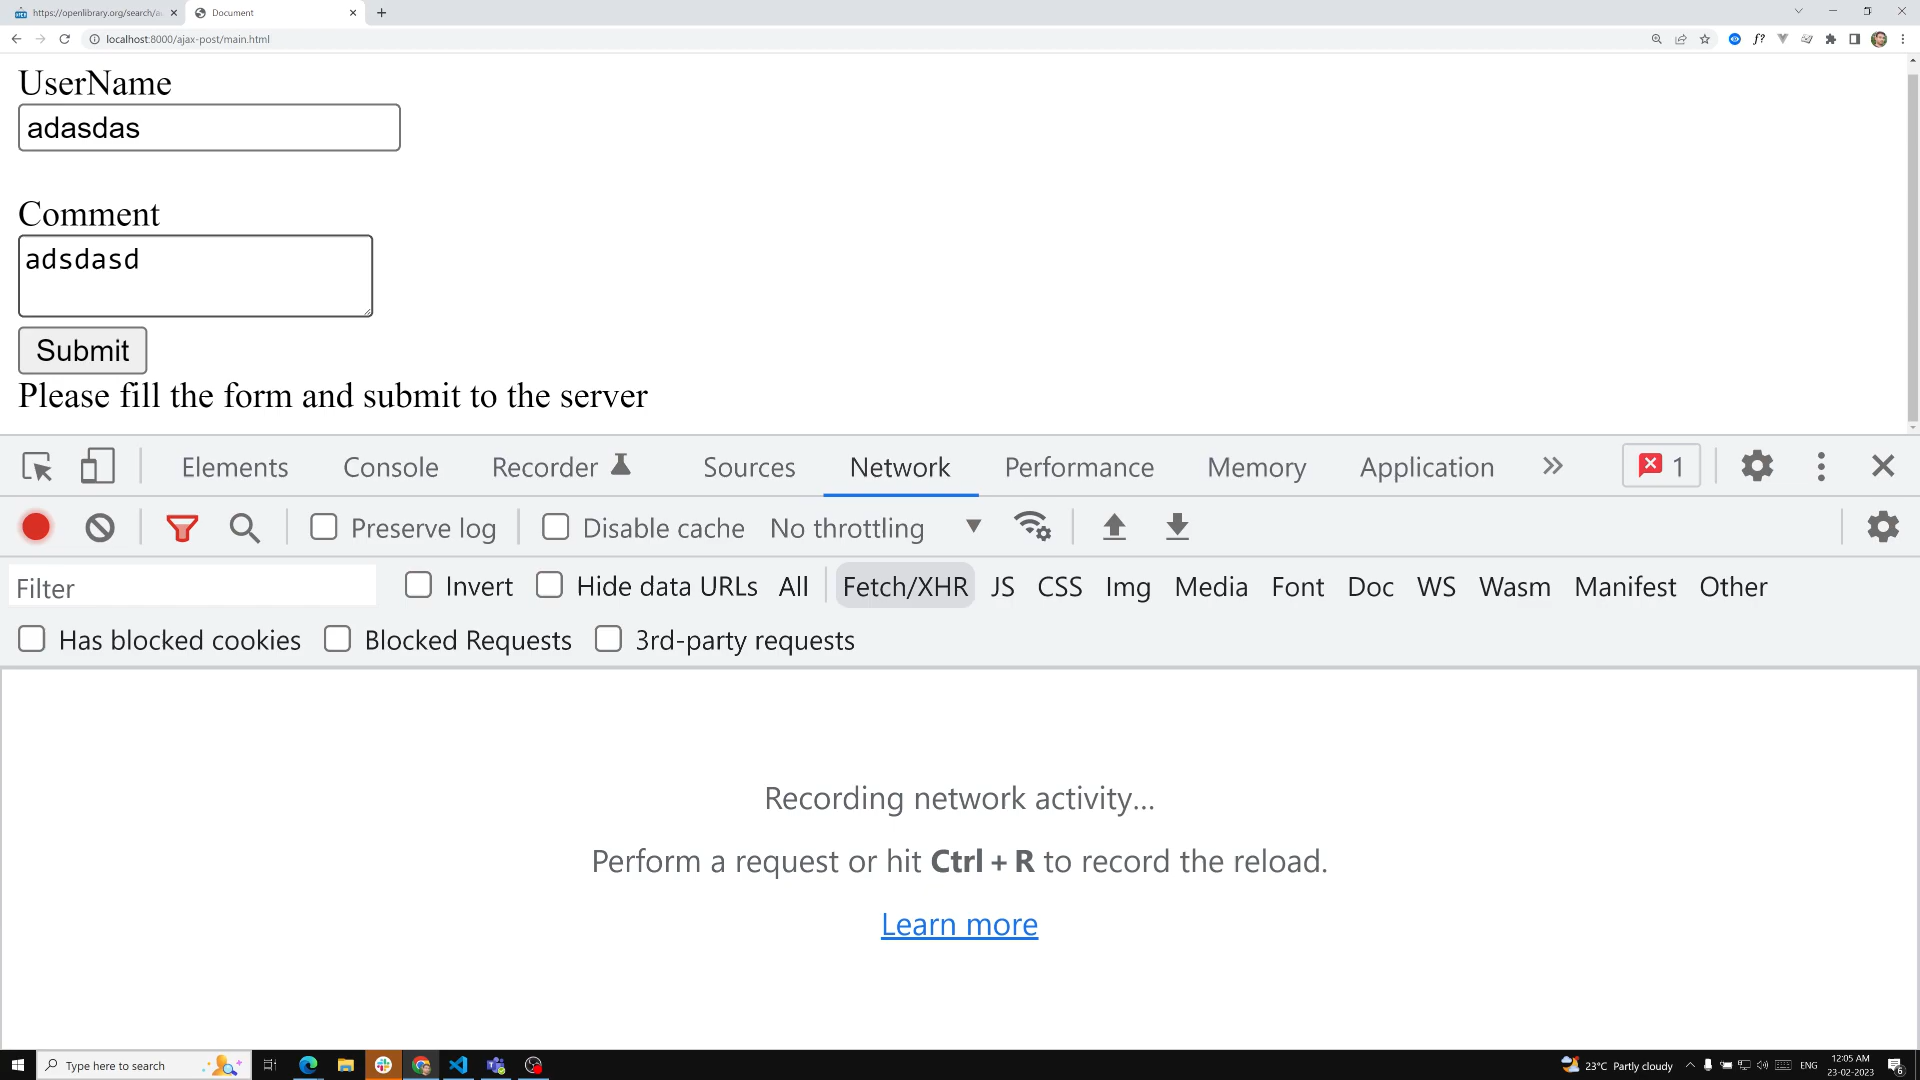 https://openlibrary.org/search/au
Document
localhost:8000/ajax-post/main.html
f?
UserName
adasdas
Comment
adsdasd
Submit
Please fill the form and submit to the server
Elements Console Recorder Sources Network Performance Memory Application 1
Preserve log Disable cache No throttling
Filter Invert Hide data URLs All Fetch/XHR JS CSS Img Media Font Doc WS Wasm Manifest Other
Has blocked cookies Blocked Requests 3rd-party requests
Recording network activity...
Perform a request or hit Ctrl + R to record the reload.
Learn more
Type here to search 23°C Partly cloudy ENG 12:05 AM
23-02-2023 6